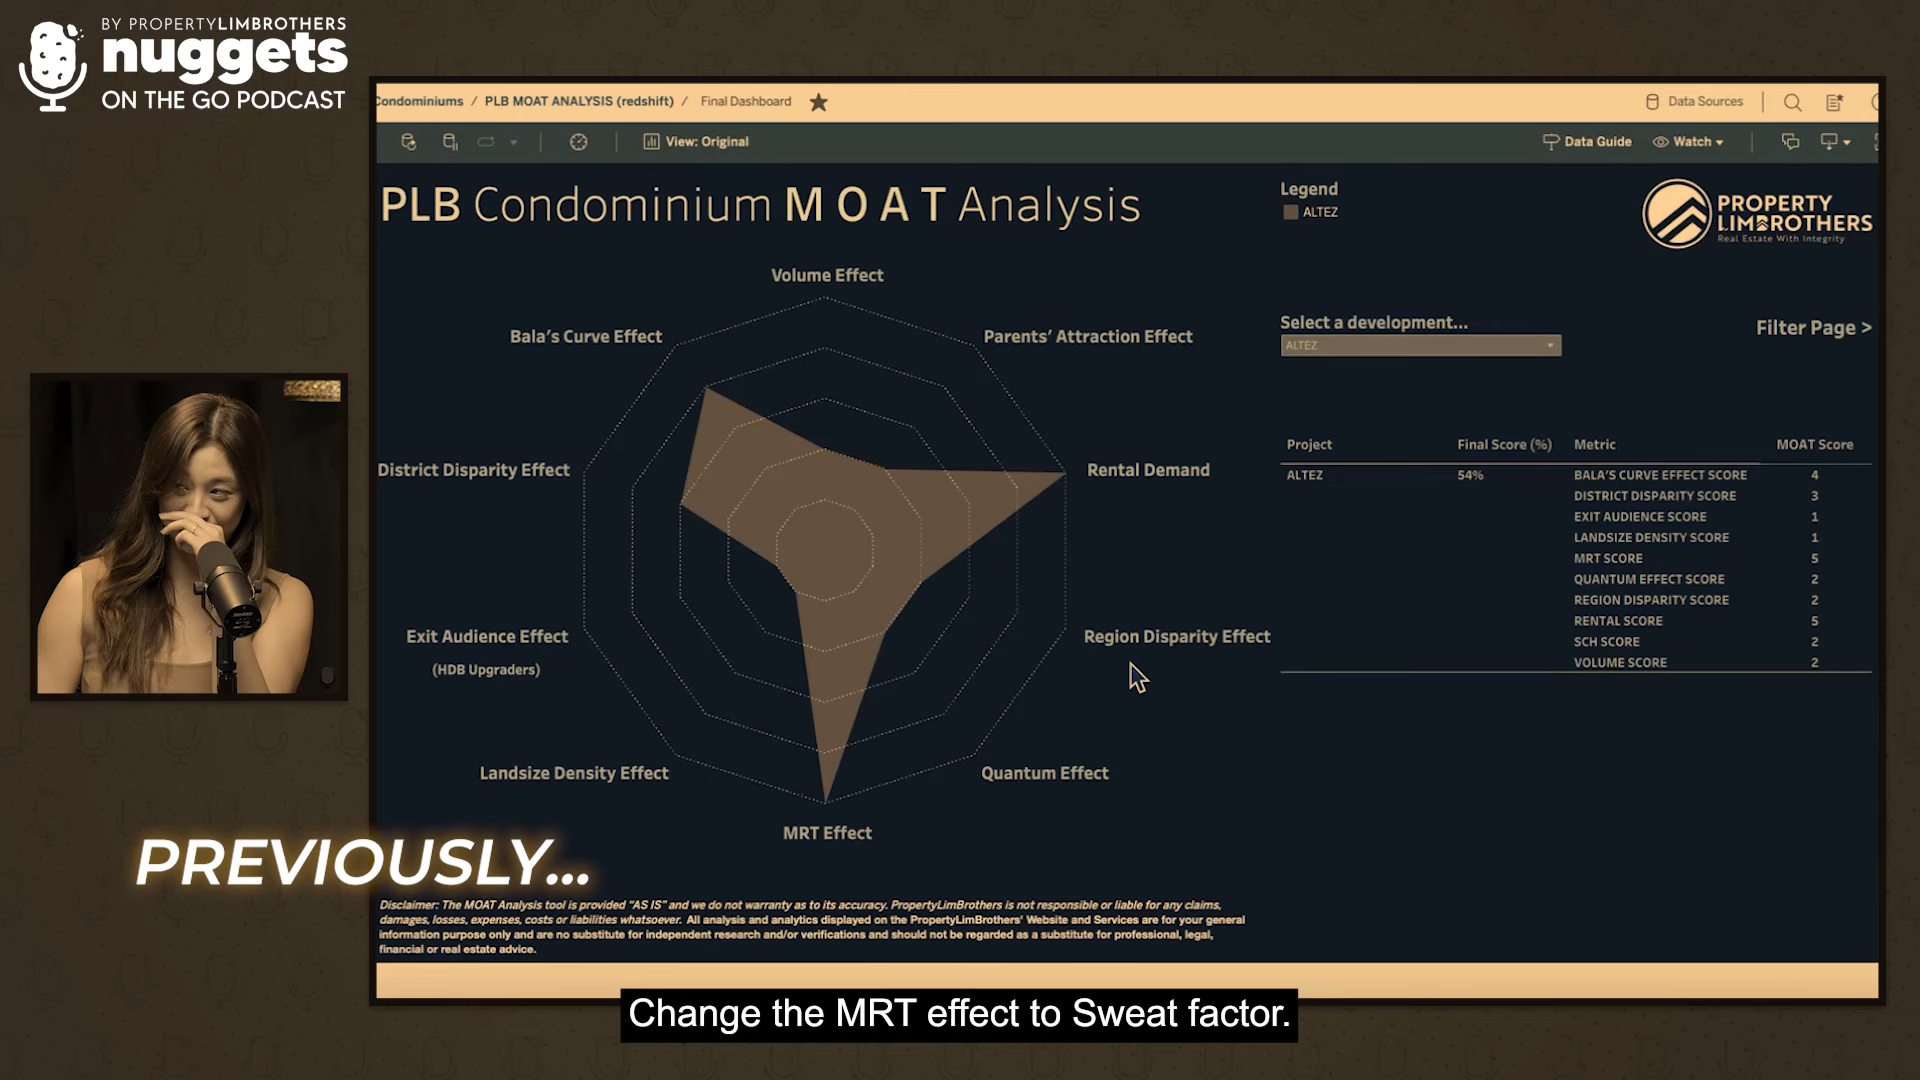 BY PROPERTYLIMBROTHERS
nuggets
ON THE GO PODCAST
Condominiums / PLB MOAT ANALYSIS (redshift) / Final Dashboard
Data Sources
View: Original
Data Guide
Watch
PLB Condominium MOAT Analysis
Legend
ALTEZ
PROPERTY
LIMBROTHERS
Real Estate With Integrity
Volume Effect
Bala's Curve Effect
Parents' Attraction Effect
District Disparity Effect
Rental Demand
Exit Audience Effect
(HDB Upgraders)
Region Disparity Effect
Landsize Density Effect
Quantum Effect
MRT Effect
Select a development...
ALTEZ
Filter Page >
Project Final Score (%) Metric MOAT Score
ALTEZ 54% BALA'S CURVE EFFECT SCORE 4
DISTRICT DISPARITY SCORE 3
EXIT AUDIENCE SCORE 1
LANDSIZE DENSITY SCORE 1
MRT SCORE 5
QUANTUM EFFECT SCORE 2
REGION DISPARITY SCORE 2
RENTAL SCORE 5
SCH SCORE 2
VOLUME SCORE 2
PREVIOUSLY...
Disclaimer: The MOAT Analysis tool is provided "AS IS" and we do not warranty as to its accuracy. PropertyLimBrothers is not responsible or liable for any claims,
damages, losses, expenses, costs or liabilities whatsoever. All analysis and analytics displayed on the PropertyLimBrothers' Website and Services are for your general
information purpose only and are no substitute for independent research and/or verifications and should not be regarded as a substitute for professional, legal,
financial or real estate advice.
Change the MRT effect to Sweat factor.